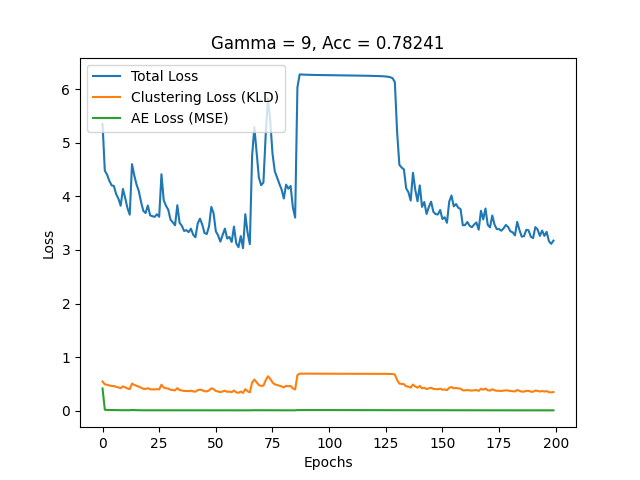 Gamma = 9, Acc = 0.78241
Total Loss
Clustering Loss (KLD)
AE Loss (MSE)
Loss
6
5
4
3
2
1
0
0 25 50 75 100 125 150 175 200
Epochs